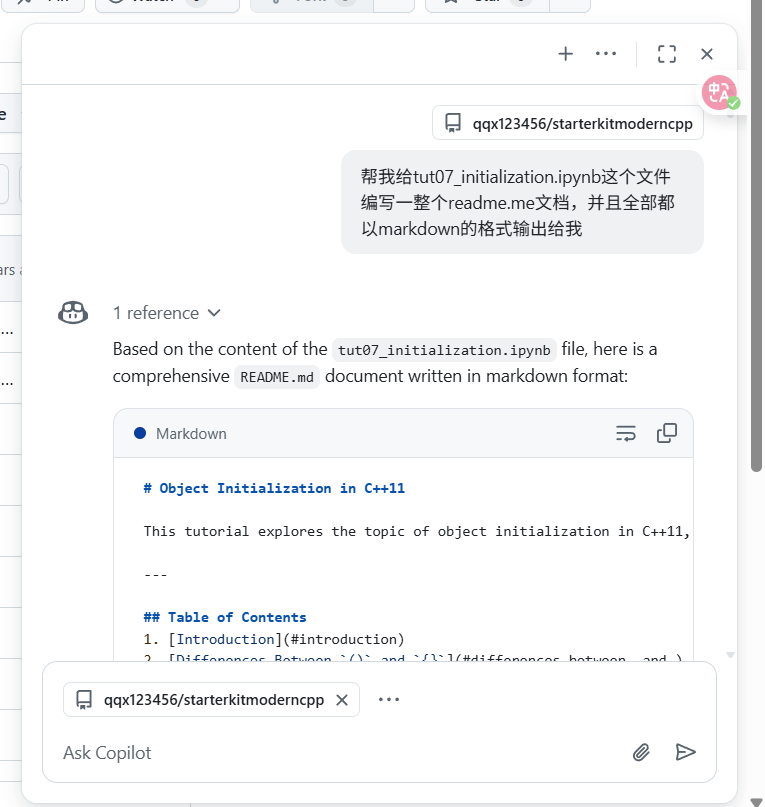 qqx123456/starterkitmoderncpp
帮我给tut07_initialization.ipynb这个文件
编写一整个readme.me文档，并且全部都
以markdown的格式输出给我
1 reference
Based on the content of the tut07_initialization.ipynb file, here is a
comprehensive README.md document written in markdown format:
Markdown
# Object Initialization in C++11
This tutorial explores the topic of object initialization in C++11,
---
## Table of Contents
1. [Introduction](#introduction)
2. [Differences Between `()` and `{}`](#differences-between--and-)
qqx123456/starterkitmoderncpp
Ask Copilot